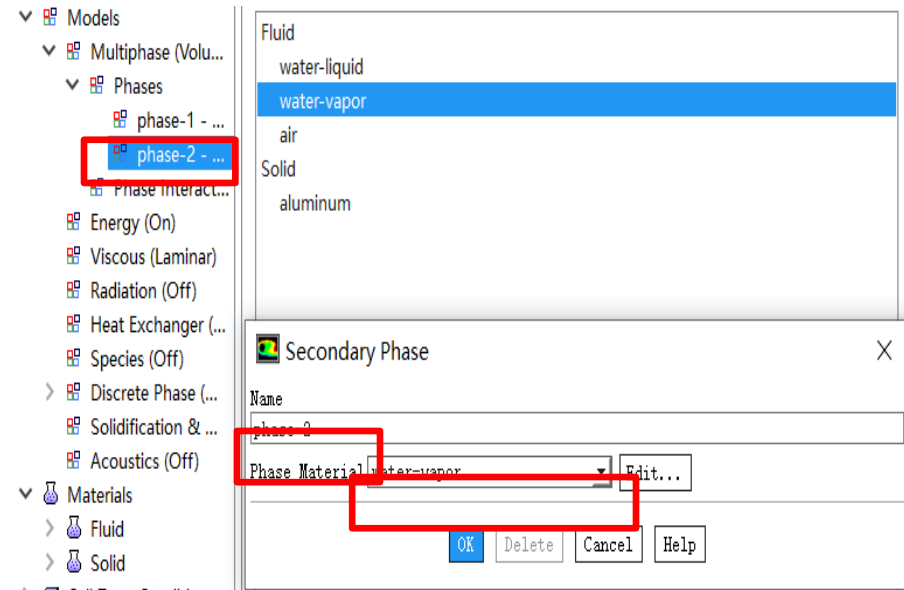 Models
Multiphase (Volu...
Phases
phase-1 - ...
phase-2 - ...
Phase Interact...
Energy (On)
Viscous (Laminar)
Radiation (Off)
Heat Exchanger (...
Species (Off)
Discrete Phase (...
Solidification & ...
Acoustics (Off)
Materials
Fluid
Solid
Fluid
water-liquid
water-vapor
air
Solid
aluminum
Secondary Phase
Name
phase-2
Phase Material water-vapor Edit...
OK Delete Cancel Help